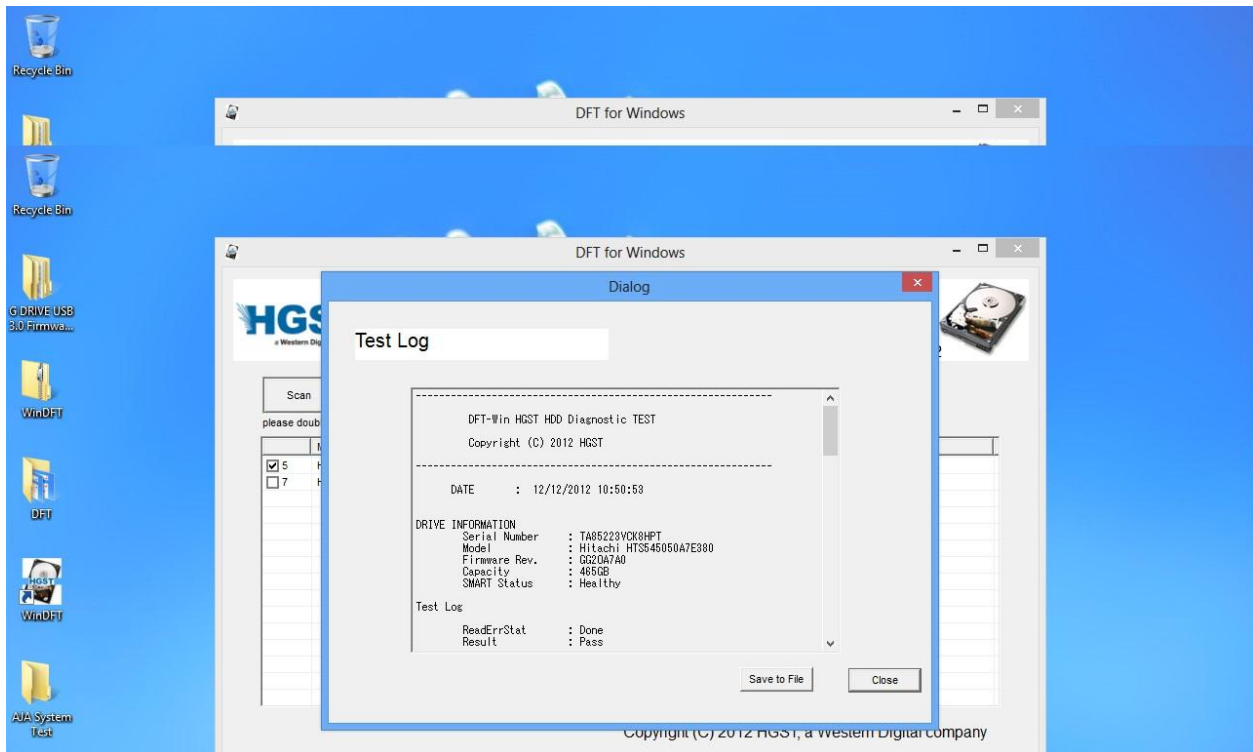 Recycle Bin
DFT for Windows
Recycle Bin
DFT for Windows
Dialog
G DRIVE USB
3.0 Firmwa...
HGS
a Western Dig
2
Test Log
Scan
please doub
WinDFT
5
7
DFT
WinDFT
HGST
AJA System
Test
---------------------------------------------------------------
DFT-Win HGST HDD Diagnostic TEST
Copyright (C) 2012 HGST
---------------------------------------------------------------
DATE : 12/12/2012 10:50:53
DRIVE INFORMATION
Serial Number : TA85223VCK8HPT
Model : Hitachi HTS545050A7E380
Firmware Rev. : GG2OA7A0
Capacity : 465GB
SMART Status : Healthy
Test Log
ReadErrStat : Done
Result : Pass
Save to File
Close
Copyright (C) 2012 HGST, a Western Digital company